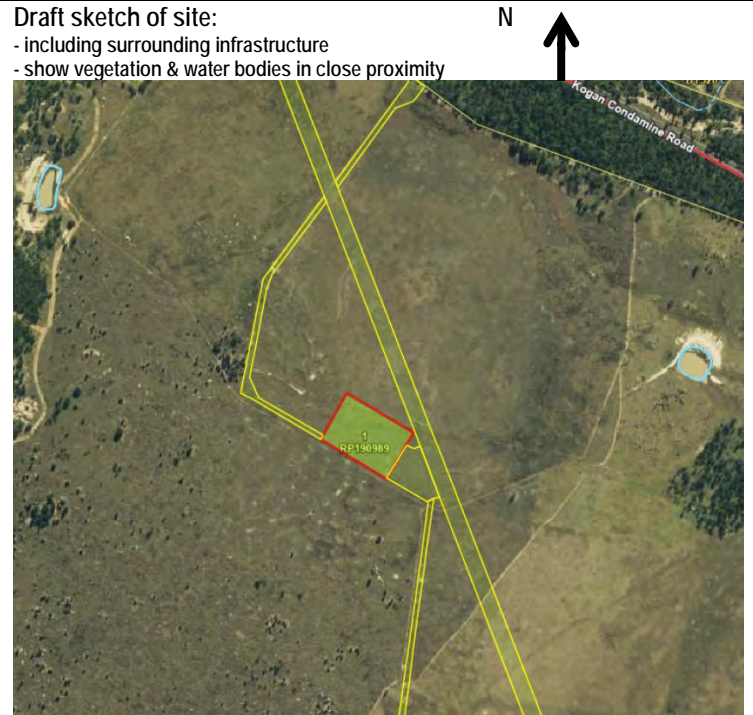 Draft sketch of site:
N
- including surrounding infrastructure
- show vegetation & water bodies in close proximity
Kogan Condamine Road
1
RP190989